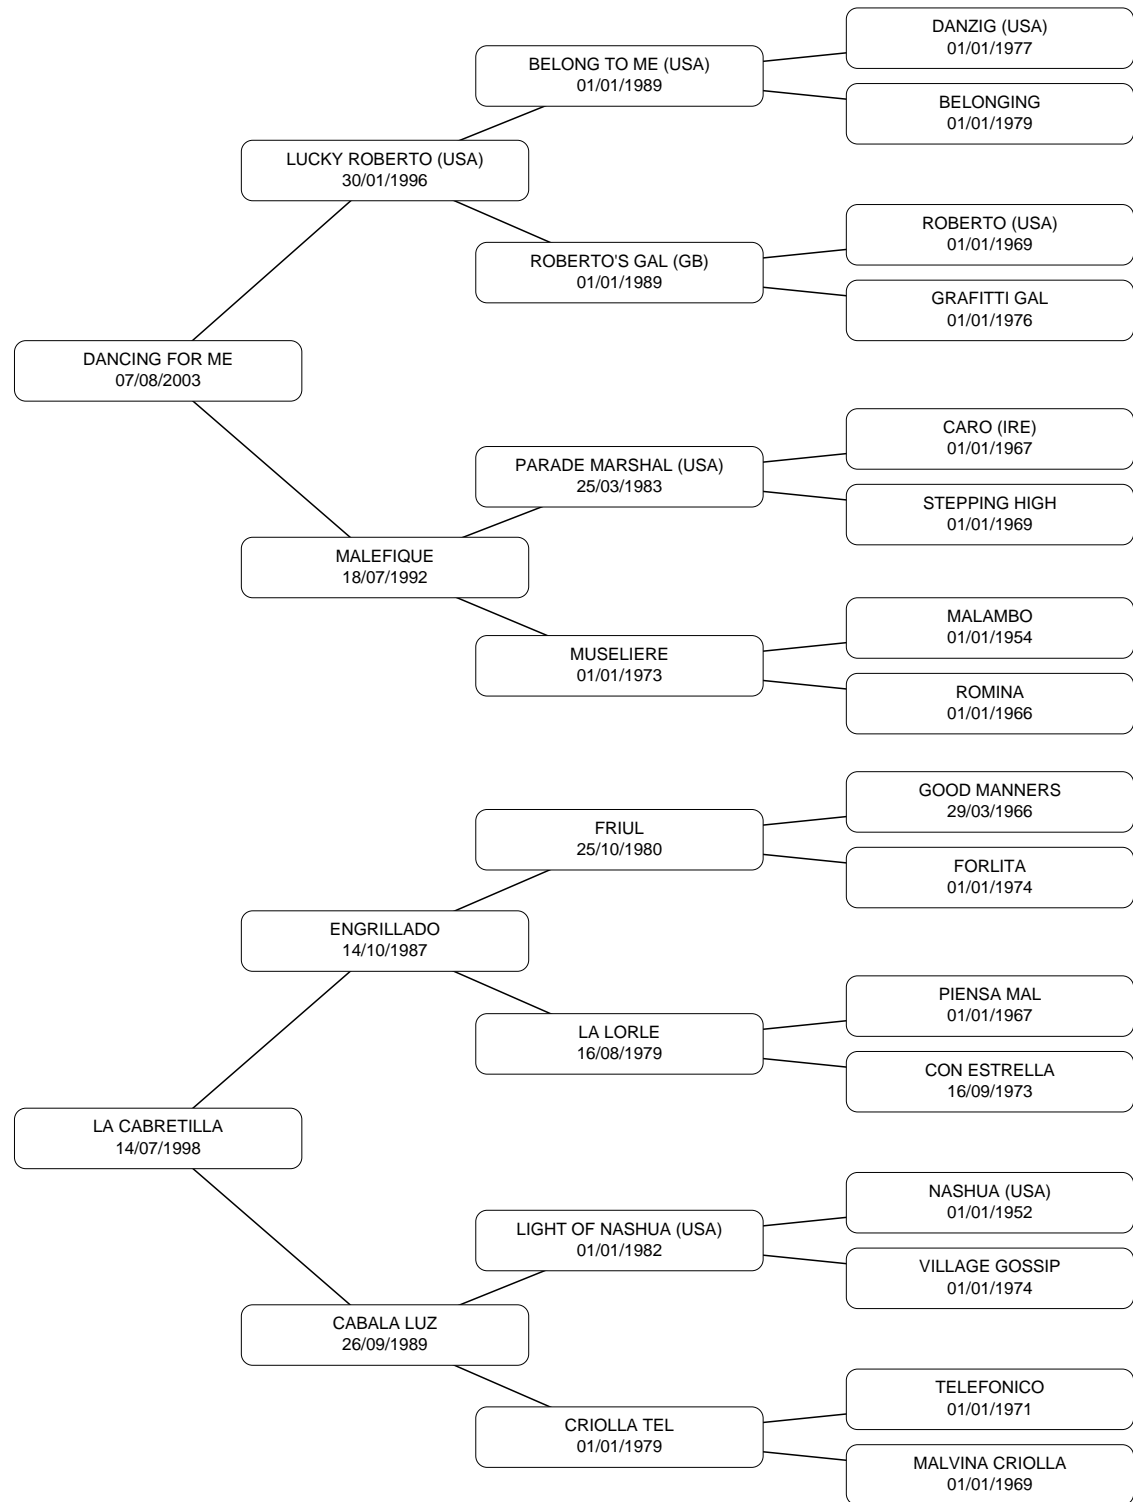 DANZIG (USA)
01/01/1977
BELONG TO ME (USA)
01/01/1989
BELONGING
01/01/1979
LUCKY ROBERTO (USA)
30/01/1996
ROBERTO (USA)
01/01/1969
ROBERTO'S GAL (GB)
01/01/1989
GRAFITTI GAL
01/01/1976
DANCING FOR ME
07/08/2003
CARO (IRE)
01/01/1967
PARADE MARSHAL (USA)
25/03/1983
STEPPING HIGH
01/01/1969
MALEFIQUE
18/07/1992
MALAMBO
01/01/1954
MUSELIERE
01/01/1973
ROMINA
01/01/1966
GOOD MANNERS
29/03/1966
FRIUL
25/10/1980
FORLITA
01/01/1974
ENGRILLADO
14/10/1987
PIENSA MAL
01/01/1967
LA LORLE
16/08/1979
CON ESTRELLA
16/09/1973
LA CABRETILLA
14/07/1998
NASHUA (USA)
01/01/1952
LIGHT OF NASHUA (USA)
01/01/1982
VILLAGE GOSSIP
01/01/1974
CABALA LUZ
26/09/1989
TELEFONICO
01/01/1971
CRIOLLA TEL
01/01/1979
MALVINA CRIOLLA
01/01/1969